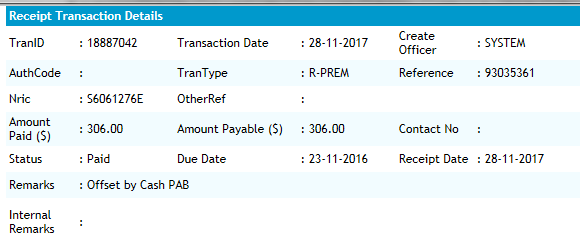 Receipt Transaction Details
TranID : 18887042 Transaction Date : 28-11-2017 Create Officer : SYSTEM
AuthCode : TranType : R-PREM Reference : 93035361
Nric : S6061276E OtherRef :
Amount Paid ($) : 306.00 Amount Payable ($) : 306.00 Contact No :
Status : Paid Due Date : 23-11-2016 Receipt Date : 28-11-2017
Remarks : Offset by Cash PAB
Internal Remarks :